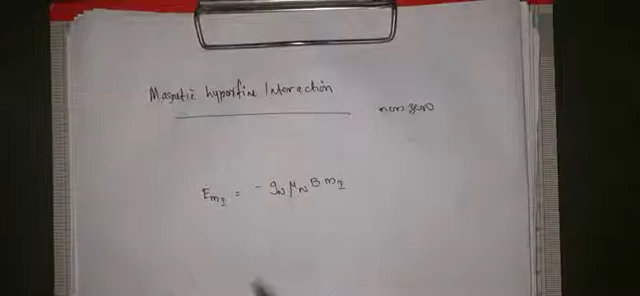 Magnetic hyperfine Interaction
non zero
E_{m_I} = - g_N μ_N B m_I